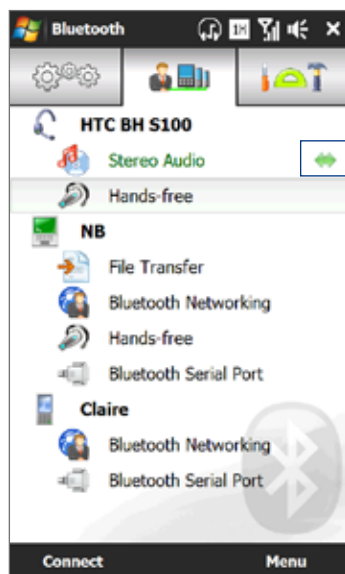 Bluetooth
1H
HTC BH S100
Stereo Audio
Hands-free
NB
File Transfer
Bluetooth Networking
Hands-free
Bluetooth Serial Port
Claire
Bluetooth Networking
Bluetooth Serial Port
Connect Menu